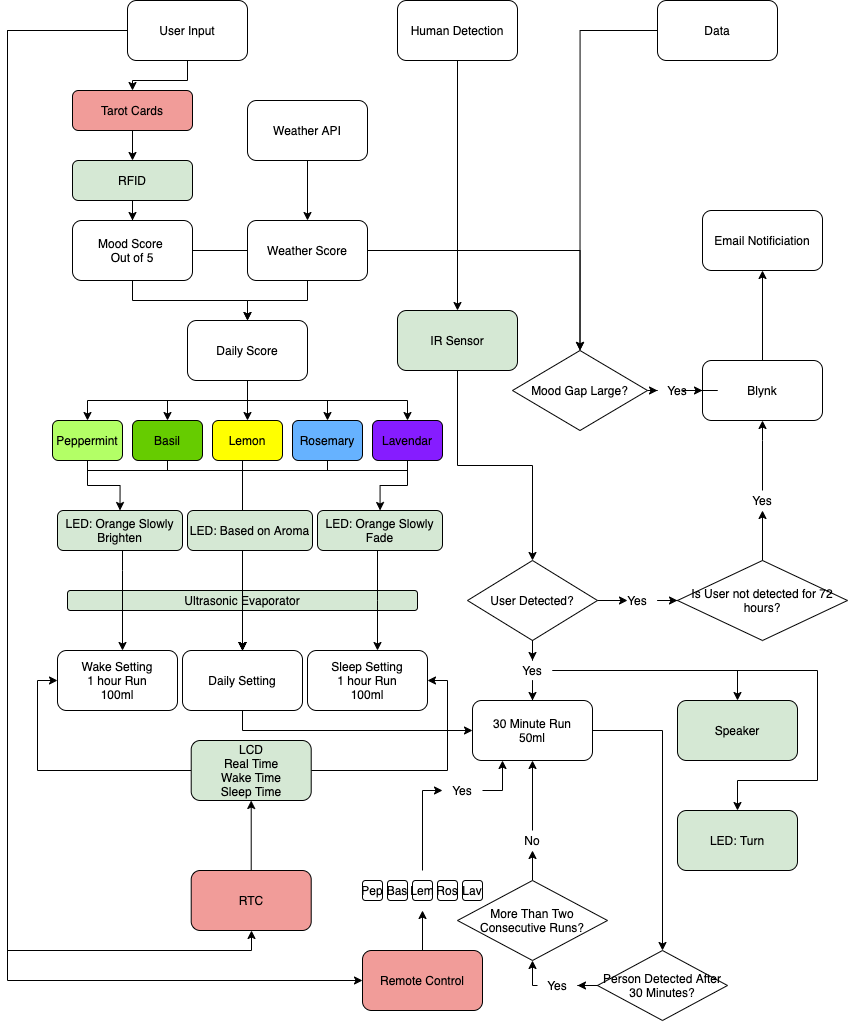 User Input
Human Detection
Data
Tarot Cards
Weather API
RFID
Mood Score
Out of 5
Weather Score
Email Notificiation
Daily Score
IR Sensor
Mood Gap Large?
Yes
Blynk
Peppermint
Basil
Lemon
Rosemary
Lavendar
LED: Orange Slowly
Brighten
LED: Based on Aroma
LED: Orange Slowly
Fade
Yes
Ultrasonic Evaporator
User Detected?
Yes
Is User not detected for 72
hours?
Wake Setting
1 hour Run
100ml
Daily Setting
Sleep Setting
1 hour Run
100ml
Yes
30 Minute Run
50ml
Speaker
LCD
Real Time
Wake Time
Sleep Time
Yes
No
LED: Turn
RTC
Pep
Bas
Lem
Ros
Lav
More Than Two
Consecutive Runs?
Remote Control
Yes
Person Detected After
30 Minutes?